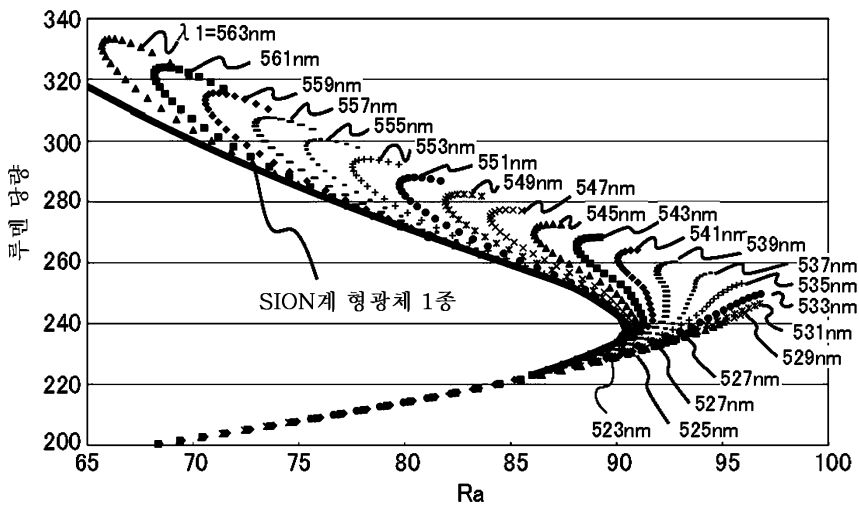 340
320
300
280
260
240
220
200
루멘 당량
65
70
75
80
85
90
95
100
Ra
λ1=563nm
561nm
559nm
557nm
555nm
553nm
551nm
549nm
547nm
545nm
543nm
541nm
539nm
537nm
535nm
533nm
531nm
529nm
527nm
527nm
525nm
523nm
SION계 형광체 1종